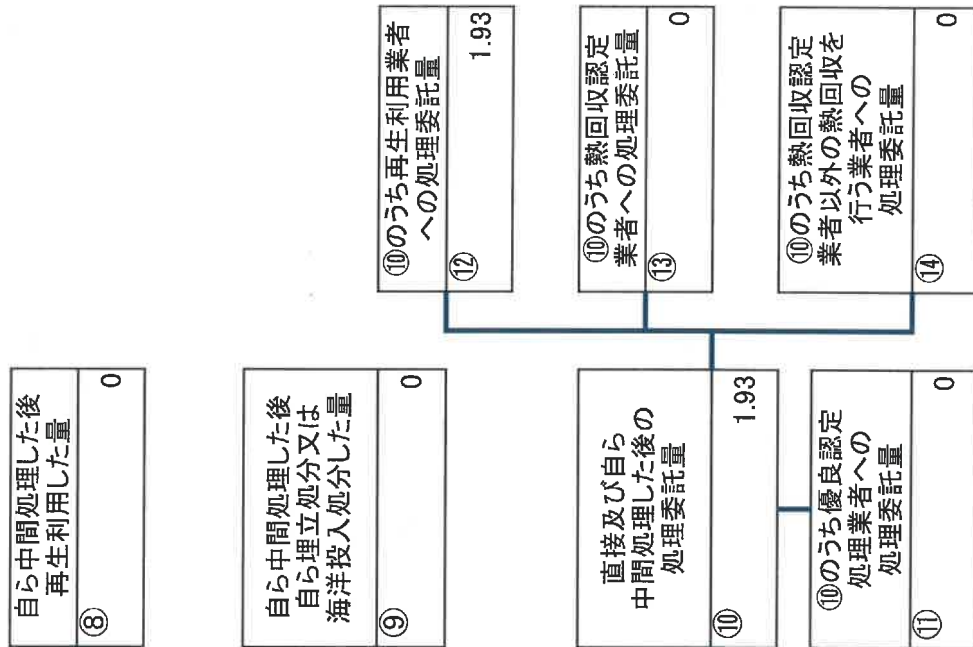 自ら中間処理した後
再生利用した量
⑧
0
自ら中間処理した後
自ら埋立処分又は
海洋投入処分した量
⑨
0
直接及び自ら
中間処理した後の
処理委託量
⑩
1.93
⑩のうち優良認定
処理業者への
処理委託量
⑪
0
⑩のうち再生利用業者
への処理委託量
⑫
1.93
⑩のうち熱回収認定
業者への処理委託量
⑬
0
⑩のうち熱回収認定
業者以外の熱回収を
行う業者への
処理委託量
⑭
0